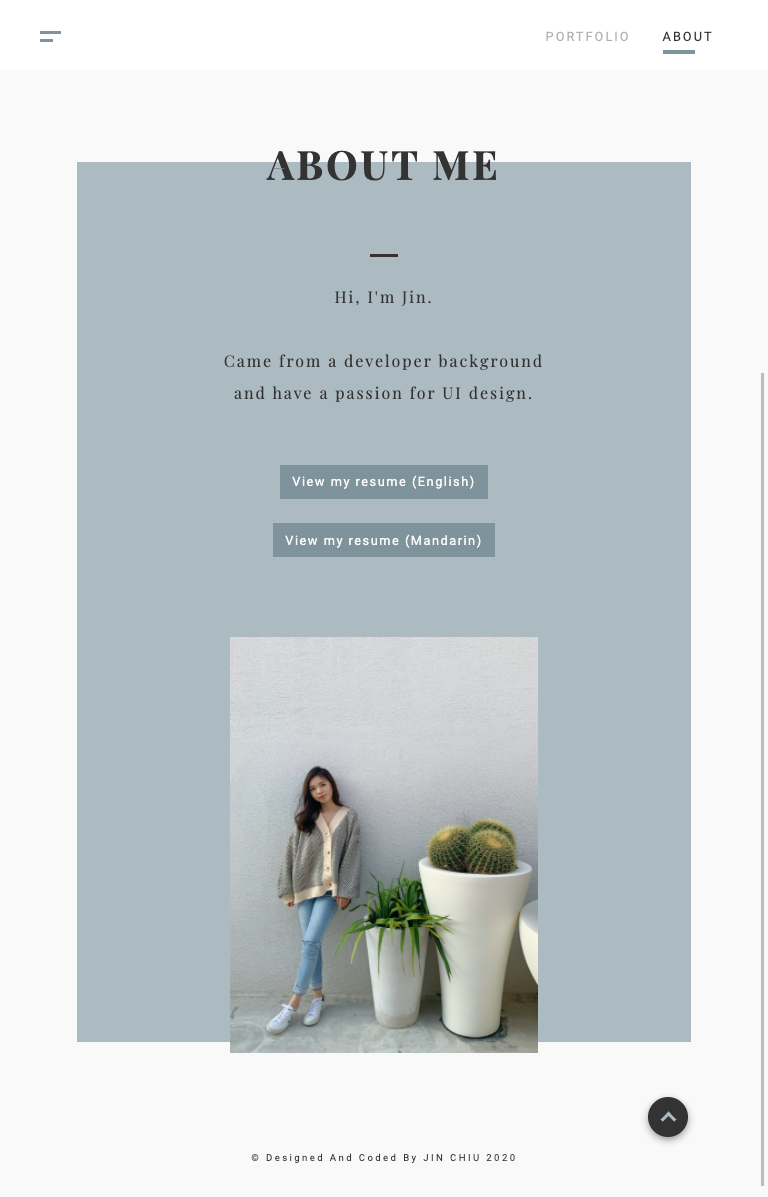 PORTFOLIO
ABOUT
ABOUT ME
Hi, I'm Jin.
Came from a developer background
and have a passion for UI design.
View my resume (English)
View my resume (Mandarin)
© Designed And Coded By JIN CHIU 2020